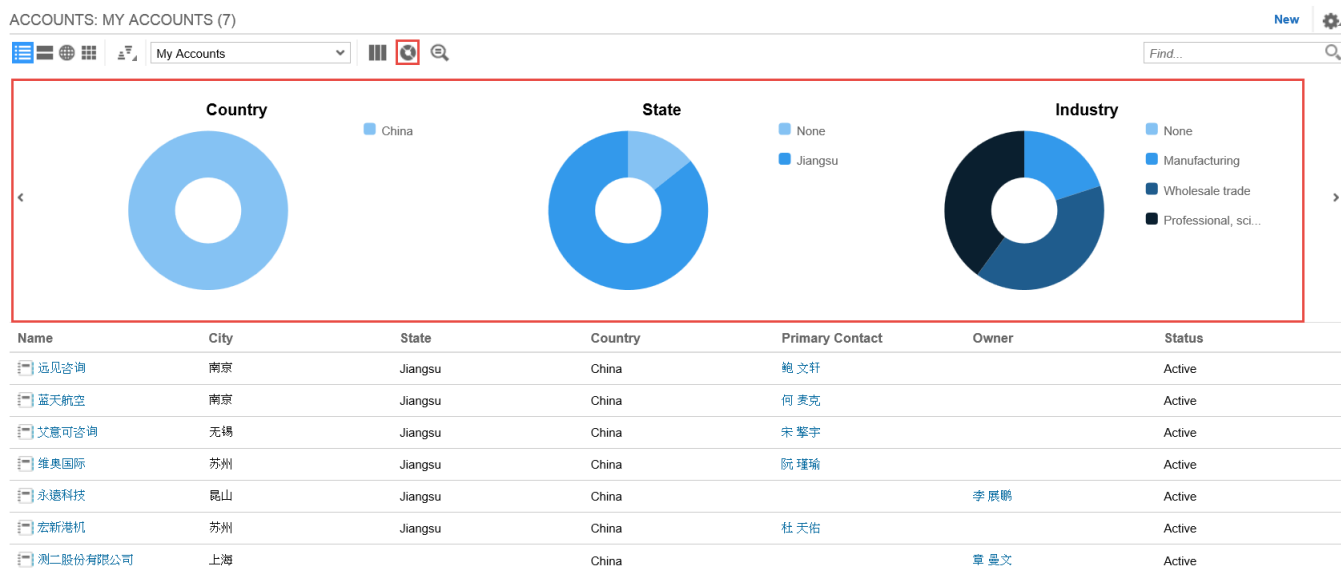 ACCOUNTS: MY ACCOUNTS (7) New
My Accounts Find...
Country State Industry
China None None
Jiangsu Manufacturing
Wholesale trade
Professional, sci...
Name City State Country Primary Contact Owner Status
远见咨询 南京 Jiangsu China 鲍 文轩 Active
蓝天航空 南京 Jiangsu China 何 麦克 Active
艾意可咨询 无锡 Jiangsu China 宋 擎宇 Active
维奥国际 苏州 Jiangsu China 阮 瑾瑜 Active
永禧科技 昆山 Jiangsu China 李 展鹏 Active
宏新港机 苏州 Jiangsu China 杜 天佑 Active
测二股份有限公司 上海 China 章 曼文 Active